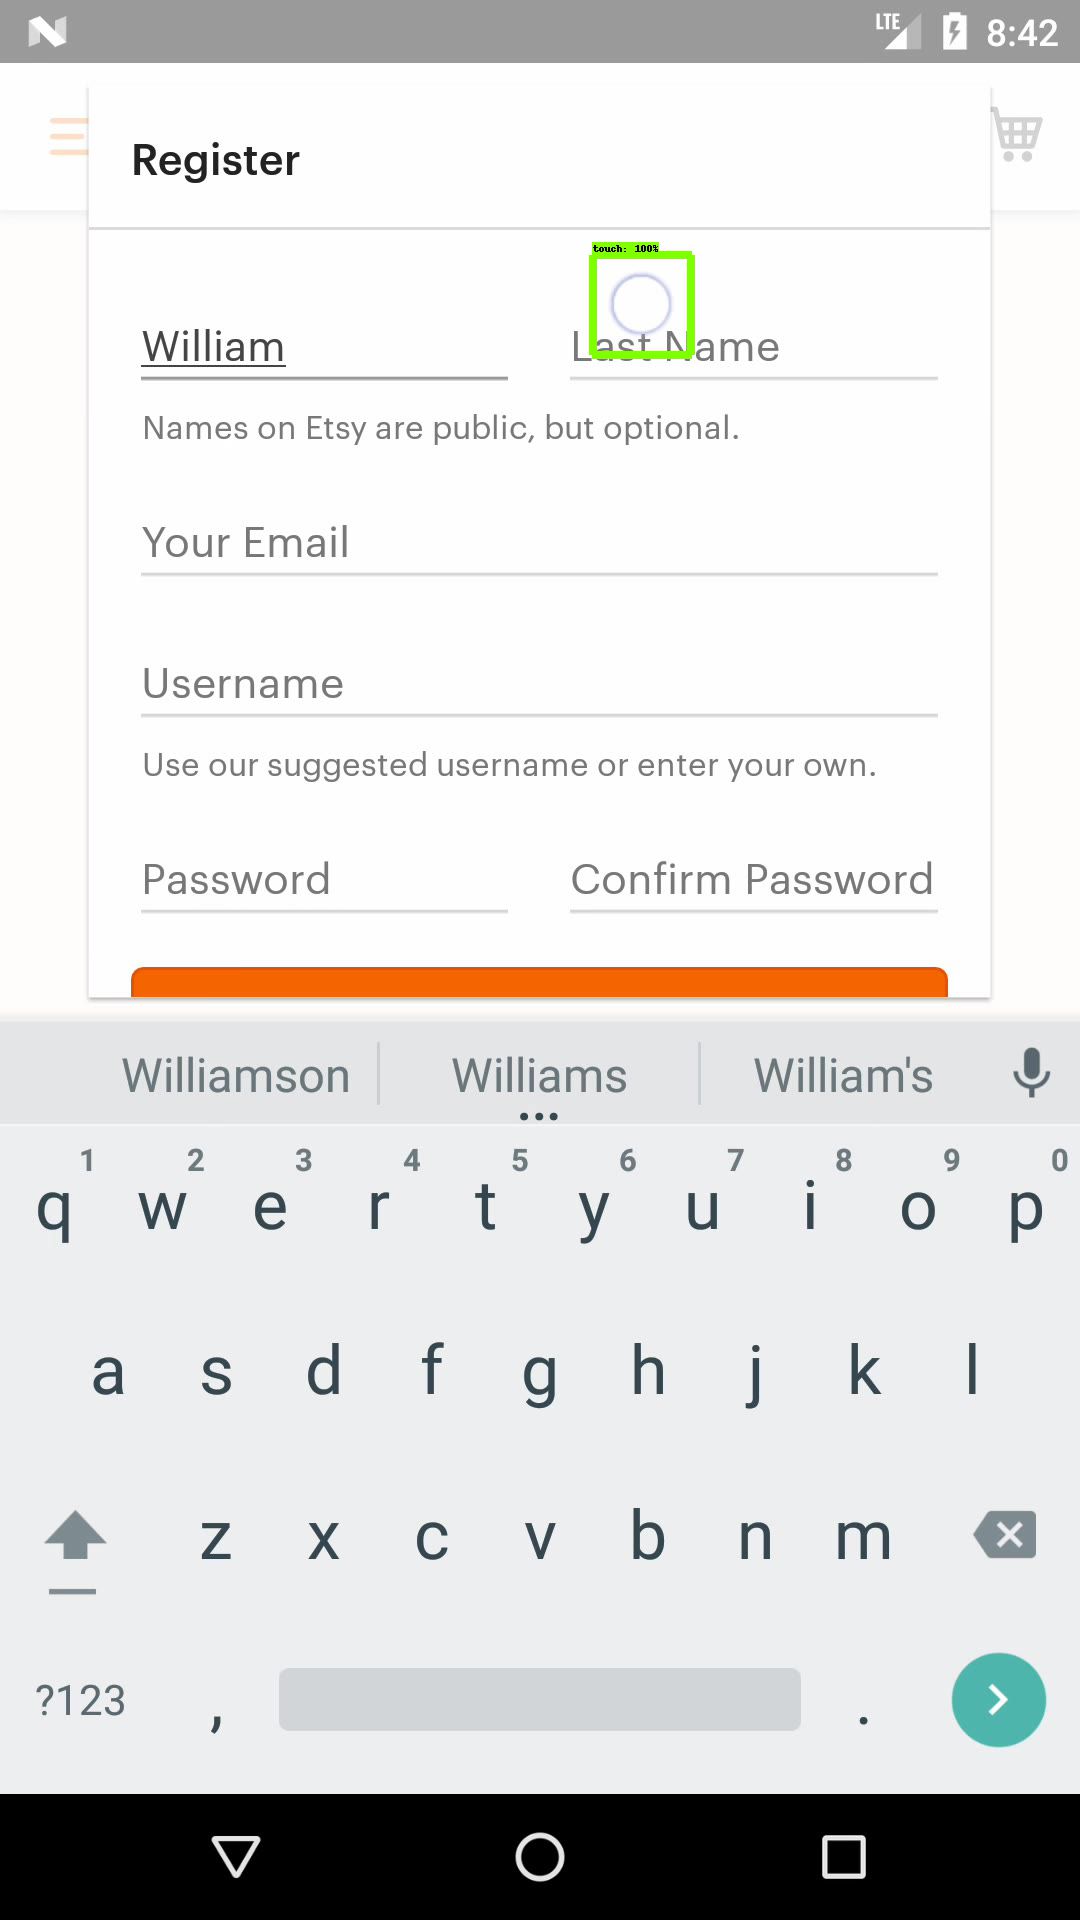 LTE 8:42
Register
touch: 100%
William Last Name
Names on Etsy are public, but optional.
Your Email
Username
Use our suggested username or enter your own.
Password Confirm Password
Williamson Williams William's
1 2 3 4 5 6 7 8 9 0
q w e r t y u i o p
a s d f g h j k l
z x c v b n m
?123 , .